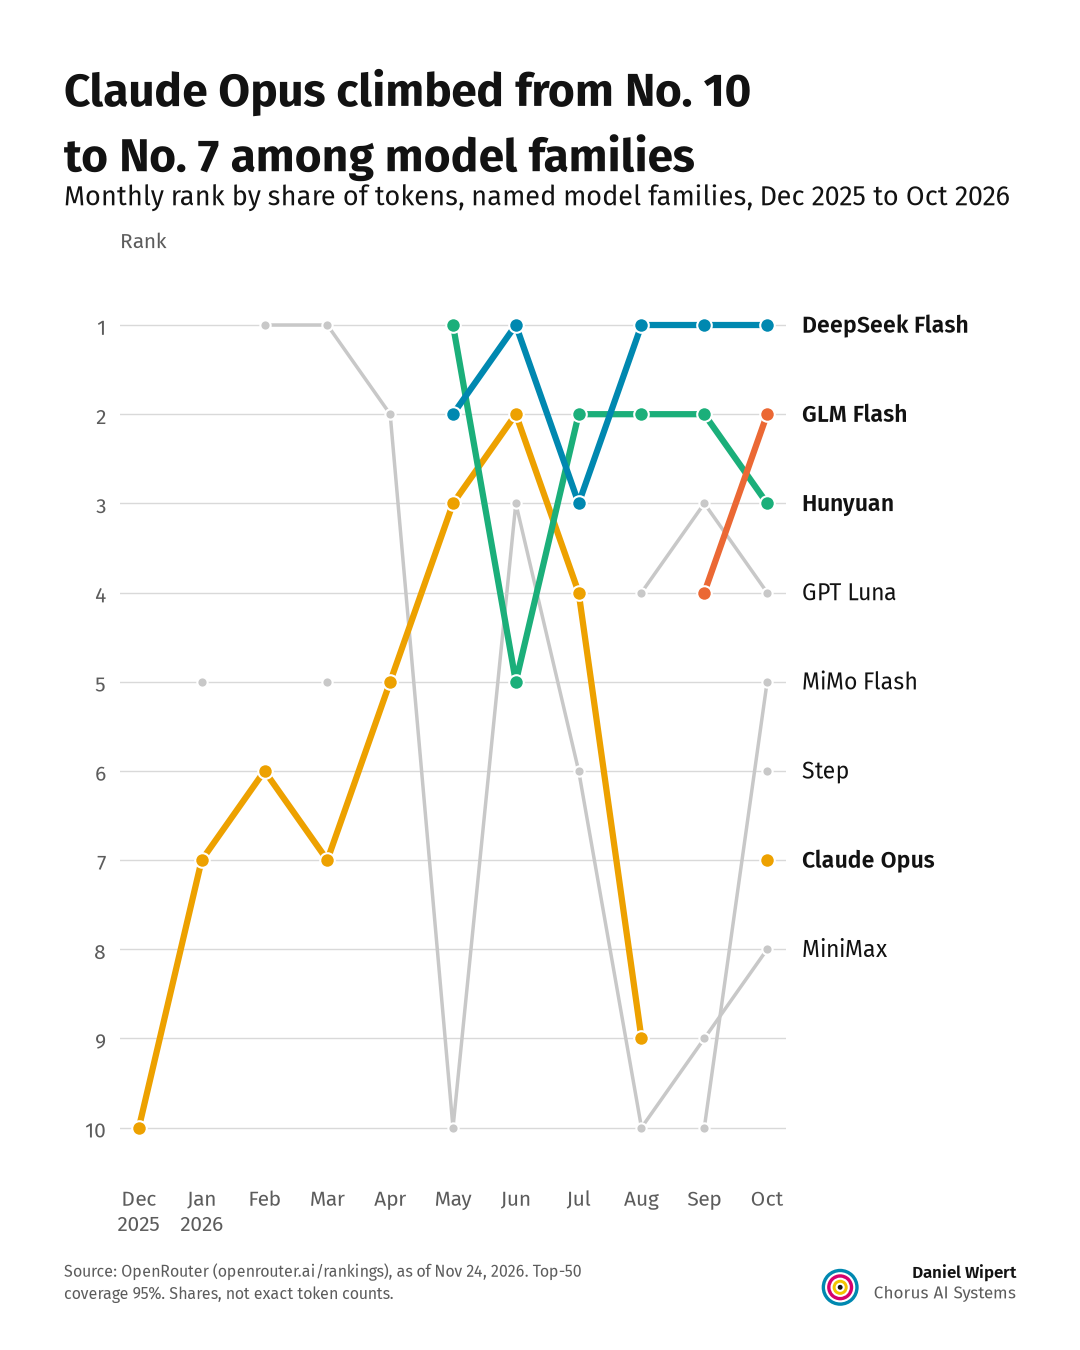 Claude Opus climbed from No. 10
to No. 7 among model families
Monthly rank by share of tokens, named model families, Dec 2025 to Oct 2026
Rank
1
DeepSeek Flash
2
GLM Flash
3
Hunyuan
4
GPT Luna
5
MiMo Flash
6
Step
7
Claude Opus
8
MiniMax
9
10
Dec Jan Feb Mar Apr May Jun Jul Aug Sep Oct
2025 2026
Source: OpenRouter (openrouter.ai/rankings), as of Nov 24, 2026. Top-50
coverage 95%. Shares, not exact token counts.
Daniel Wipert
Chorus AI Systems